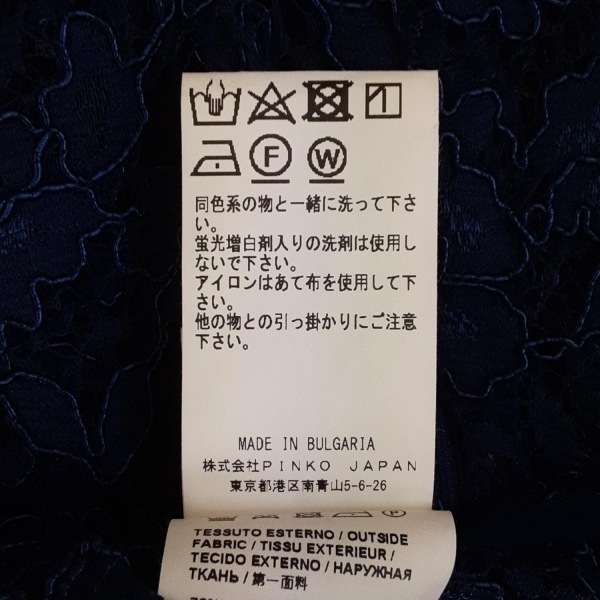 F W
同色系の物と一緒に洗って下さ
い。
蛍光増白剤入りの洗剤は使用し
ないで下さい。
アイロンはあて布を使用して下
さい。
他の物との引っ掛かりにご注意
下さい。
MADE IN BULGARIA
株式会社PINKO JAPAN
東京都港区南青山5-6-26
TESSUTO ESTERNO / OUTSIDE
FABRIC / TISSU EXTERIEUR /
TECIDO EXTERNO / НАРУЖНАЯ
ТКАНЬ / 第一面料